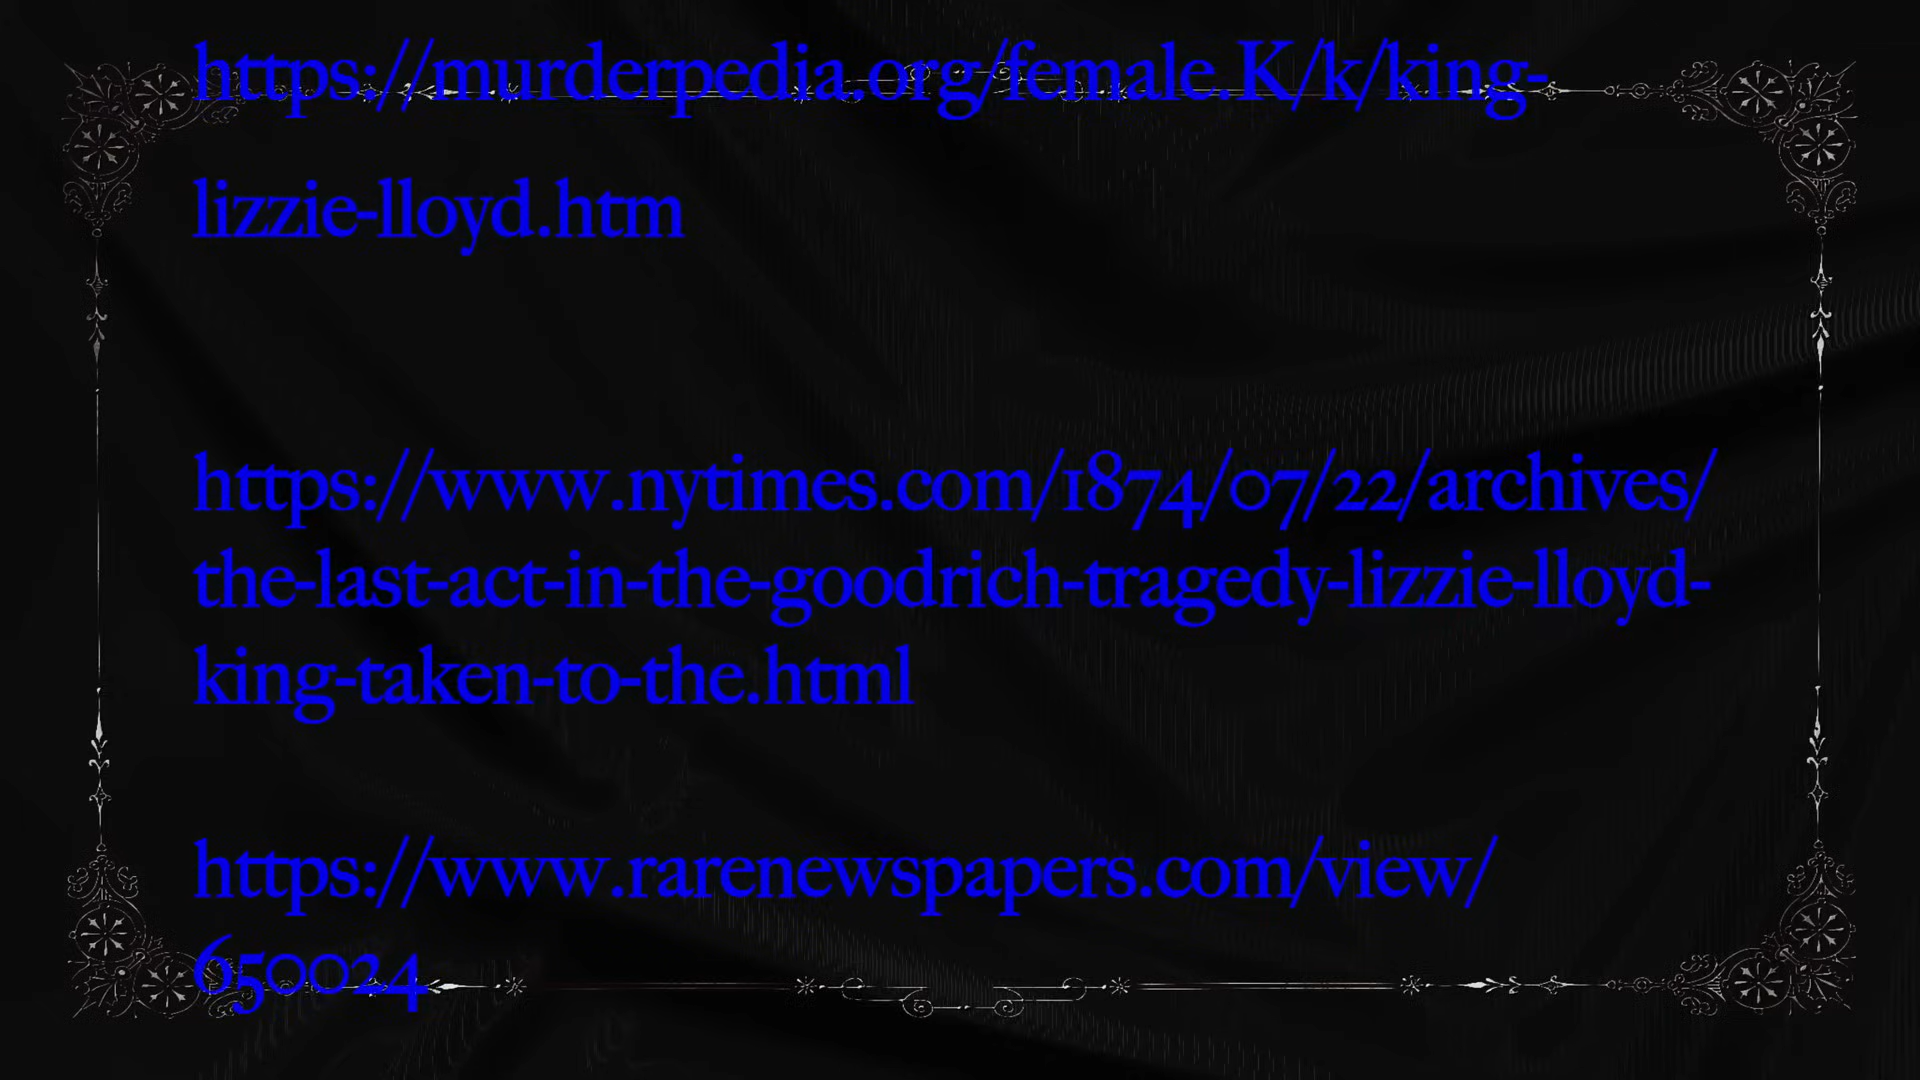 https://murderpedia.org/female.K/k/king-
lizzie-lloyd.htm
https://www.nytimes.com/1874/07/22/archives/
the-last-act-in-the-goodrich-tragedy-lizzie-lloyd-
king-taken-to-the.html
https://www.rarenewspapers.com/view/
650024